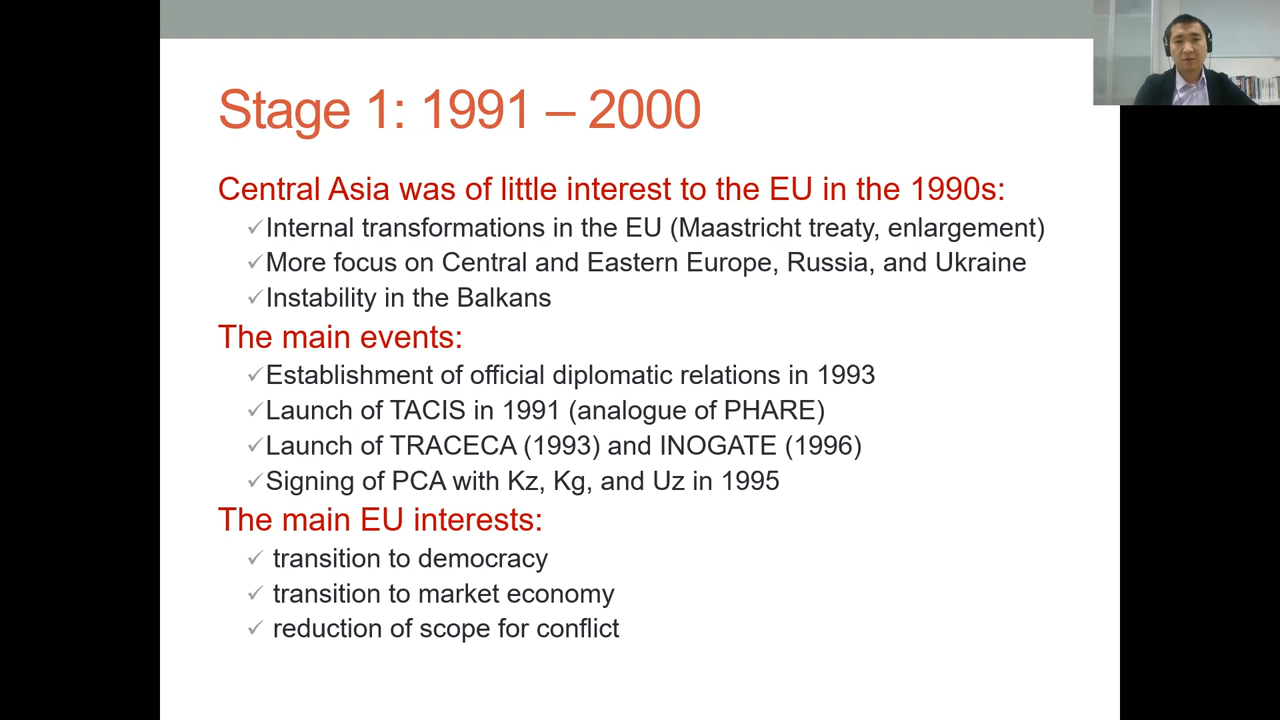 Stage 1: 1991 – 2000
Central Asia was of little interest to the EU in the 1990s:
✓Internal transformations in the EU (Maastricht treaty, enlargement)
✓More focus on Central and Eastern Europe, Russia, and Ukraine
✓Instability in the Balkans
The main events:
✓Establishment of official diplomatic relations in 1993
✓Launch of TACIS in 1991 (analogue of PHARE)
✓Launch of TRACECA (1993) and INOGATE (1996)
✓Signing of PCA with Kz, Kg, and Uz in 1995
The main EU interests:
✓ transition to democracy
✓ transition to market economy
✓ reduction of scope for conflict